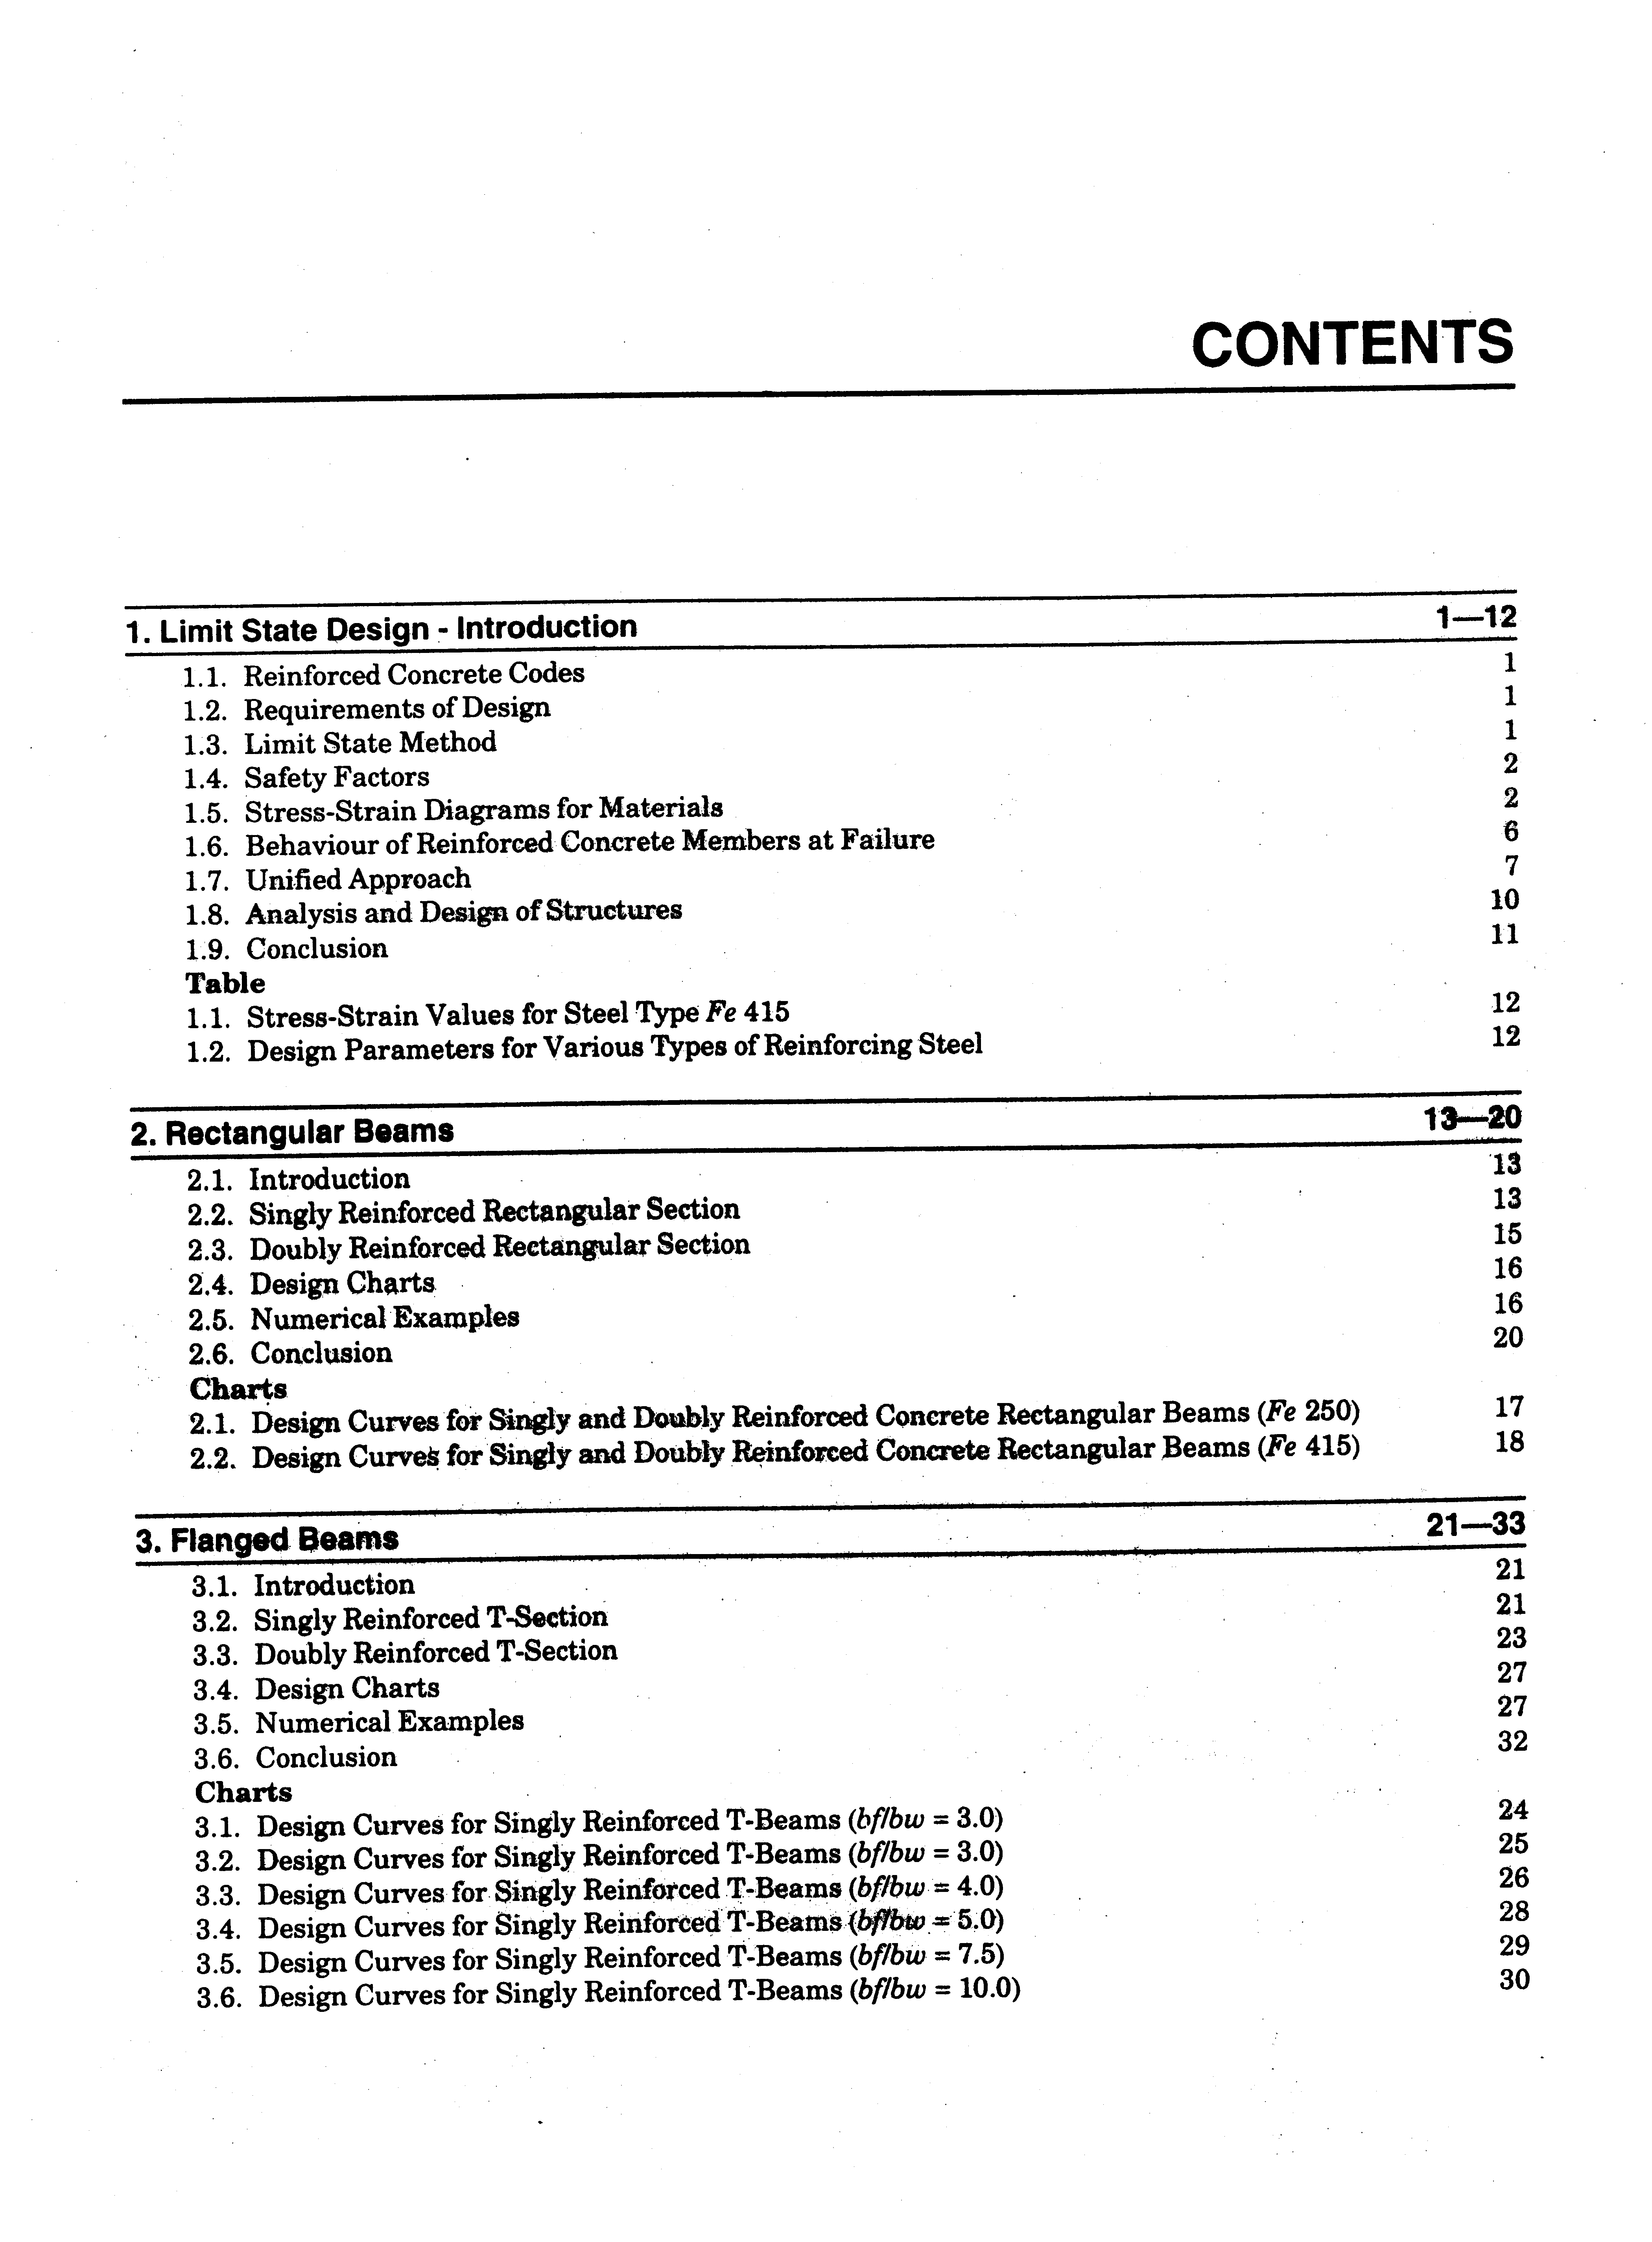 CONTENTS
1. Limit State Design - Introduction 1—12
1.1. Reinforced Concrete Codes 1
1.2. Requirements of Design 1
1.3. Limit State Method 1
1.4. Safety Factors 2
1.5. Stress-Strain Diagrams for Materials 2
1.6. Behaviour of Reinforced Concrete Members at Failure 6
1.7. Unified Approach 7
1.8. Analysis and Design of Structures 10
1.9. Conclusion 11
Table
1.1. Stress-Strain Values for Steel Type Fe 415 12
1.2. Design Parameters for Various Types of Reinforcing Steel 12
2. Rectangular Beams 13—20
2.1. Introduction 13
2.2. Singly Reinforced Rectangular Section 13
2.3. Doubly Reinforced Rectangular Section 15
2.4. Design Charts 16
2.5. Numerical Examples 16
2.6. Conclusion 20
Charts
2.1. Design Curves for Singly and Doubly Reinforced Concrete Rectangular Beams (Fe 250) 17
2.2. Design Curves for Singly and Doubly Reinforced Concrete Rectangular Beams (Fe 415) 18
3. Flanged Beams 21—33
3.1. Introduction 21
3.2. Singly Reinforced T-Section 21
3.3. Doubly Reinforced T-Section 23
3.4. Design Charts 27
3.5. Numerical Examples 27
3.6. Conclusion 32
Charts
3.1. Design Curves for Singly Reinforced T-Beams (bf/bw = 3.0) 24
3.2. Design Curves for Singly Reinforced T-Beams (bf/bw = 3.0) 25
3.3. Design Curves for Singly Reinforced T-Beams (bf/bw = 4.0) 26
3.4. Design Curves for Singly Reinforced T-Beams (bf/bw = 5.0) 28
3.5. Design Curves for Singly Reinforced T-Beams (bf/bw = 7.5) 29
3.6. Design Curves for Singly Reinforced T-Beams (bf/bw = 10.0) 30